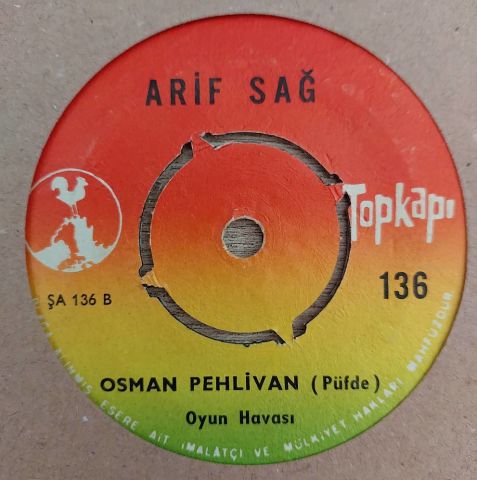 ARİF SAĞ
Topkapı
ŞA 136 B
136
OSMAN PEHLİVAN (Püfde)
Oyun Havası
ESERE AİT İMALATÇI VE MÜLKİYET HAKLARI MAHFUZDUR